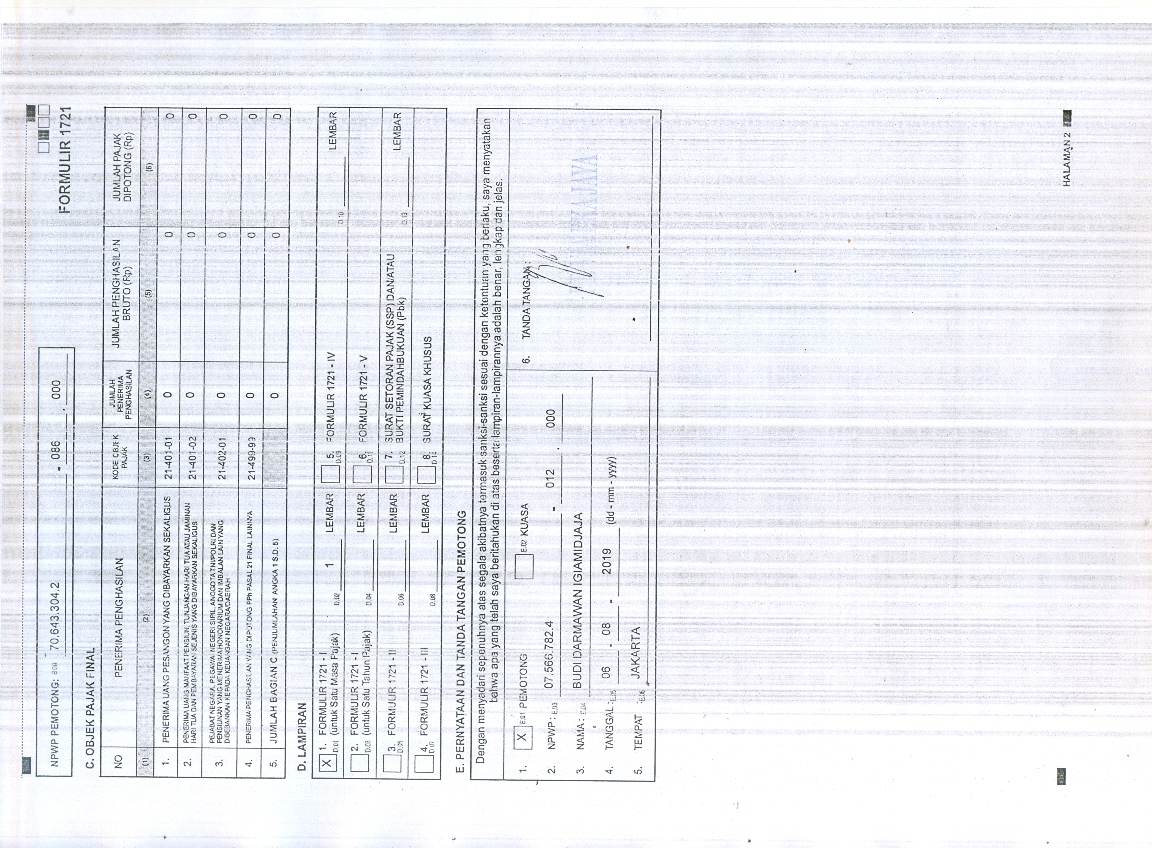 FORMULIR 1721
NPWP PEMOTONG: 70.643.304.2 - 086 . 000
C. OBJEK PAJAK FINAL
NO PENERIMA PENGHASILAN KODE OBJEK PAJAK JUMLAH PENERIMA PENGHASILAN JUMLAH PENGHASILAN BRUTO (Rp) JUMLAH PAJAK DIPOTONG (Rp)
(1) (2) (3) (4) (5) (6)
1. PENERIMA UANG PESANGON YANG DIBAYARKAN SEKALIGUS 21-401-01 0 0 0
2. PENERIMA UANG MANFAAT PENSIUN, TUNJANGAN HARI TUA ATAU JAMINAN
HARI TUA DAN PEMBAYARAN SEJENIS YANG DIBAYARKAN SEKALIGUS 21-401-02 0 0 0
3. PEJABAT NEGARA, PEGAWAI NEGERI SIPIL, ANGGOTA TNI/POLRI DAN
PENSIUNAN YANG MENERIMA HONORARIUM DAN IMBALAN LAIN YANG
DIBEBANKAN KEPADA KEUANGAN NEGARA/DAERAH 21-402-01 0 0 0
4. PENERIMA PENGHASILAN YANG DIPOTONG PPh PASAL 21 FINAL LAINNYA 21-499-99 0 0 0
5. JUMLAH BAGIAN C (PENJUMLAHAN ANGKA 1 S.D. 5) 0 0 0
D. LAMPIRAN
X 1. FORMULIR 1721 - I D.01 (untuk Satu Masa Pajak) D.02 1 LEMBAR
2. FORMULIR 1721 - I D.03 (untuk Satu Tahun Pajak) D.04 LEMBAR
3. FORMULIR 1721 - II D.05 D.06 LEMBAR
4. FORMULIR 1721 - III D.07 D.08 LEMBAR
5. FORMULIR 1721 - IV D.09 D.10 LEMBAR
6. FORMULIR 1721 - V D.11
7. SURAT SETORAN PAJAK (SSP) DAN/ATAU
BUKTI PEMINDAHBUKUAN (Pbk) D.12 D.13 LEMBAR
8. SURAT KUASA KHUSUS D.14
E. PERNYATAAN DAN TANDA TANGAN PEMOTONG
Dengan menyadari sepenuhnya atas segala akibatnya termasuk sanksi-sanksi sesuai dengan ketentuan yang berlaku, saya menyatakan
bahwa apa yang telah saya beritahukan di atas beserta lampiran-lampirannya adalah benar, lengkap dan jelas.
1. X E.01 PEMOTONG E.02 KUASA
2. NPWP : E.03 07.566.782.4 - 012 . 000
3. NAMA : E.04 BUDI DARMAWAN IGIAMIDJAJA
4. TANGGAL : E.05 06 - 08 - 2019 (dd - mm - yyyy)
5. TEMPAT : E.06 JAKARTA
6. TANDA TANGAN :
HALAMAN 2